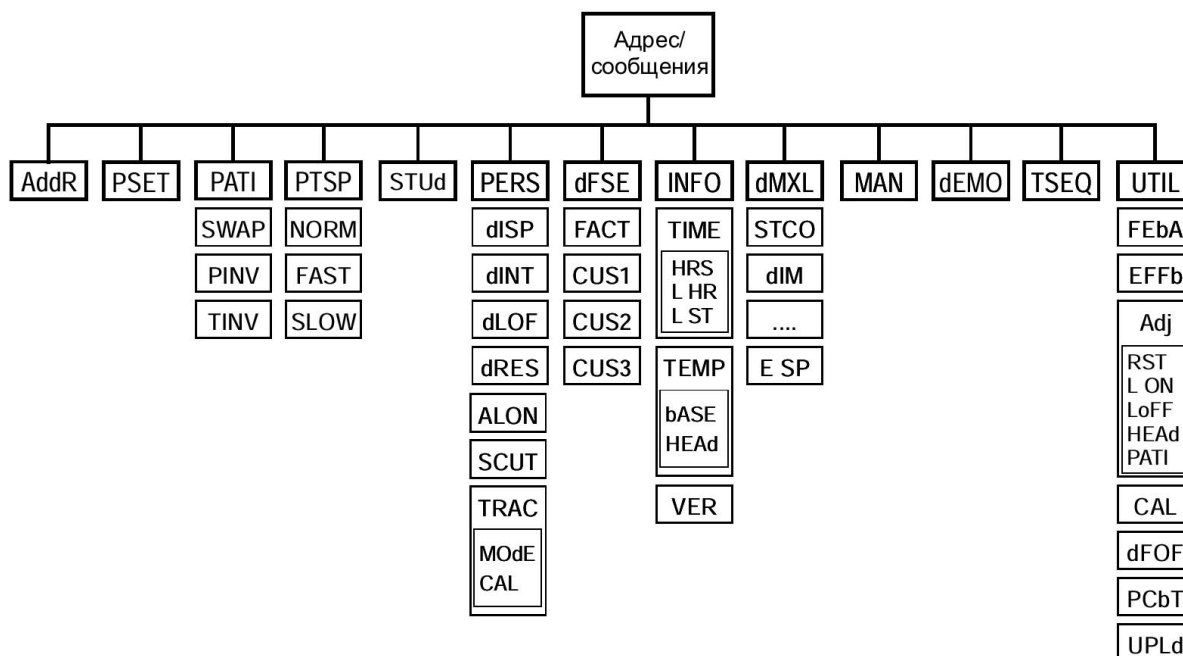 Адрес/
сообщения
AddR
PSET
PATI
PTSP
STUd
PERS
dFSE
INFO
dMXL
MAN
dEMO
TSEQ
UTIL
SWAP
PINV
TINV
NORM
FAST
SLOW
dISP
dINT
dLOF
dRES
ALON
SCUT
TRAC
MOdE
CAL
FACT
CUS1
CUS2
CUS3
TIME
HRS
L HR
L ST
TEMP
bASE
HEAd
VER
STCO
dIM
....
E SP
FEbA
EFFb
Adj
RST
L ON
LoFF
HEAd
PATI
CAL
dFOF
PCbT
UPLd